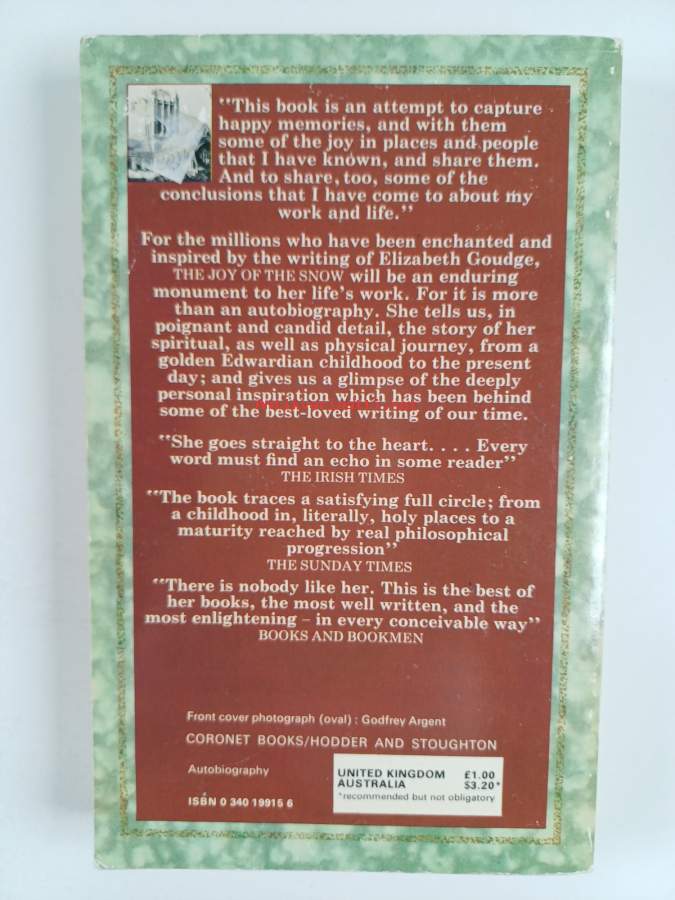 "This book is an attempt to capture
happy memories, and with them
some of the joy in places and people
that I have known, and share them.
And to share, too, some of the
conclusions that I have come to about my
work and life."
For the millions who have been enchanted and
inspired by the writing of Elizabeth Goudge,
THE JOY OF THE SNOW will be an enduring
monument to her life's work. For it is more
than an autobiography. She tells us, in
poignant and candid detail, the story of her
spiritual, as well as physical journey, from a
golden Edwardian childhood to the present
day; and gives us a glimpse of the deeply
personal inspiration which has been behind
some of the best-loved writing of our time.
"She goes straight to the heart. . . . Every
word must find an echo in some reader"
THE IRISH TIMES
"The book traces a satisfying full circle; from
a childhood in, literally, holy places to a
maturity reached by real philosophical
progression"
THE SUNDAY TIMES
"There is nobody like her. This is the best of
her books, the most well written, and the
most enlightening – in every conceivable way"
BOOKS AND BOOKMEN
Front cover photograph (oval) : Godfrey Argent
CORONET BOOKS/HODDER AND STOUGHTON
Autobiography
UNITED KINGDOM £1.00
AUSTRALIA $3.20*
*recommended but not obligatory
ISBN 0 340 19915 6